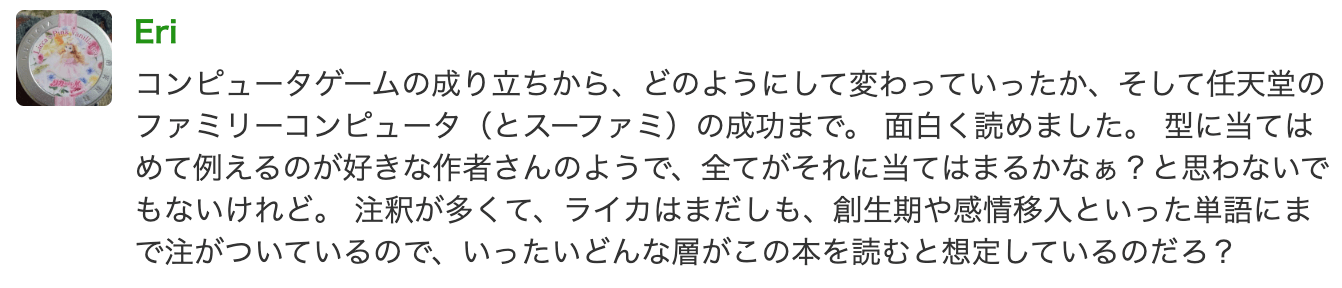 Eri
コンピュータゲームの成り立ちから、どのようにして変わっていったか、そして任天堂の
ファミリーコンピュータ（とスーファミ）の成功まで。 面白く読めました。 型に当ては
めて例えるのが好きな作者さんのようで、全てがそれに当てはまるかなぁ？と思わないで
もないけれど。 注釈が多くて、ライカはまだしも、創生期や感情移入といった単語にま
で注がついているので、いったいどんな層がこの本を読むと想定しているのだろ？